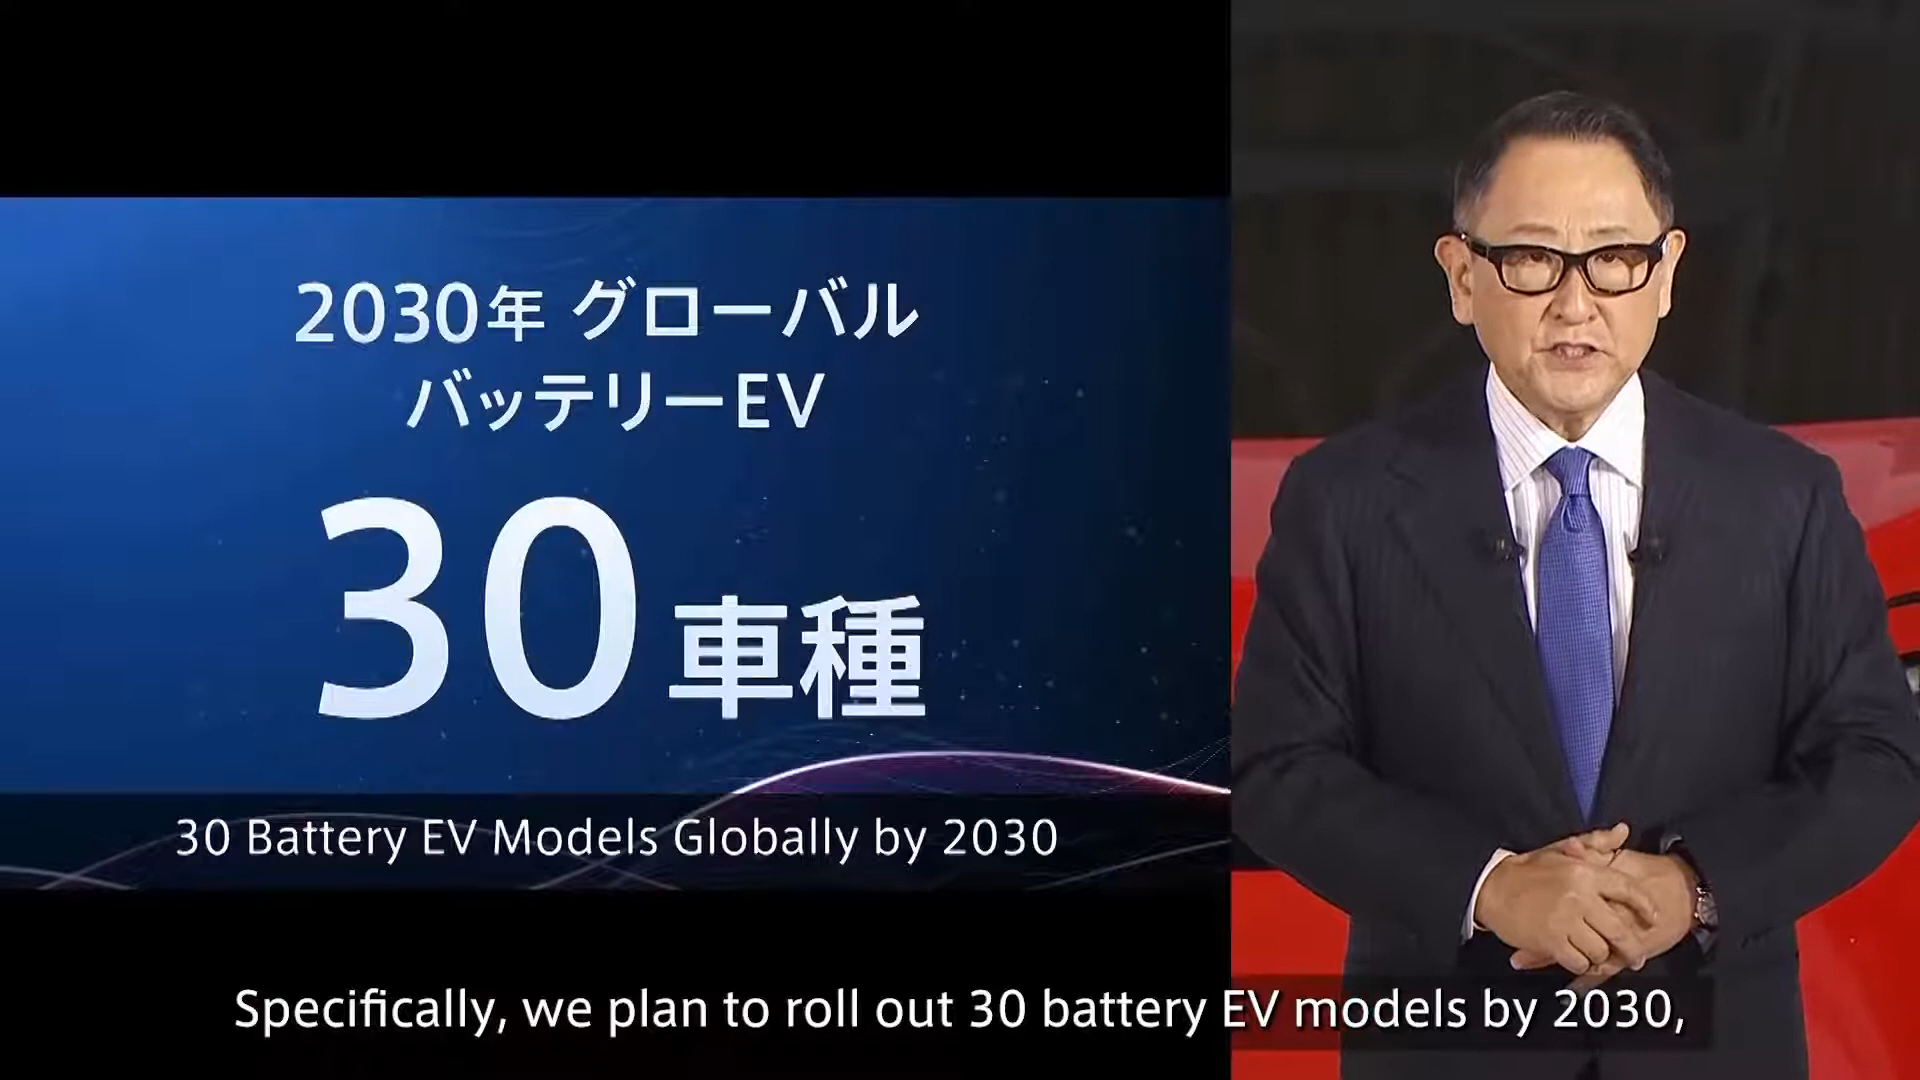 2030年 グローバル
バッテリーEV
30車種
30 Battery EV Models Globally by 2030
Specifically, we plan to roll out 30 battery EV models by 2030,